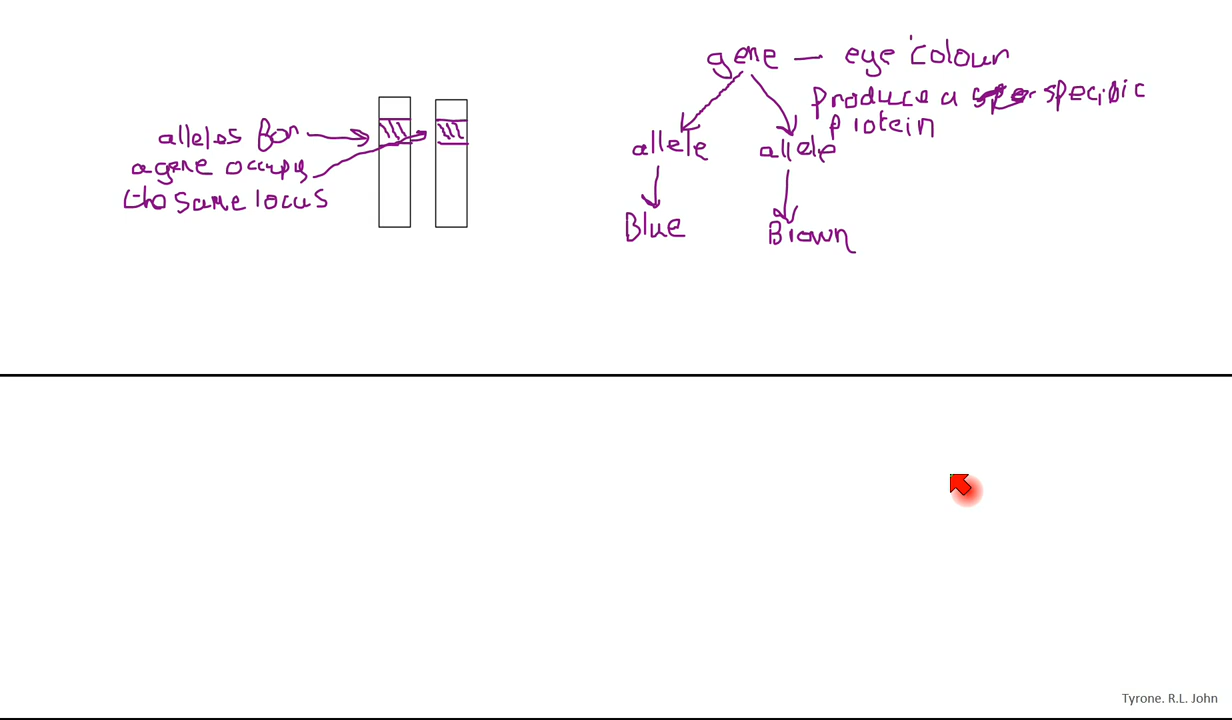 gene — eye colour
produce a specific
protein
alleles for
a gene occupy
the same locus
allele allele
Blue Brown
Tyrone. R.L. John